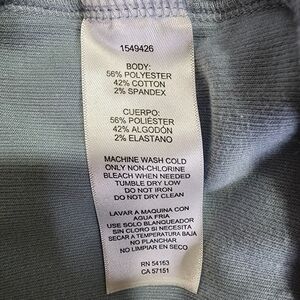 1549426
BODY:
56% POLYESTER
42% COTTON
2% SPANDEX
CUERPO:
56% POLIÉSTER
42% ALGODÓN
2% ELASTANO
MACHINE WASH COLD
ONLY NON-CHLORINE
BLEACH WHEN NEEDED
TUMBLE DRY LOW
DO NOT IRON
DO NOT DRY CLEAN
LAVAR A MAQUINA CON
AGUA FRIA
USE SOLO BLANQUEADOR
SIN CLORO SI NECESITA
SECAR A TEMPERATURA BAJA
NO PLANCHAR
NO LIMPIAR EN SECO
RN 54163
CA 57151